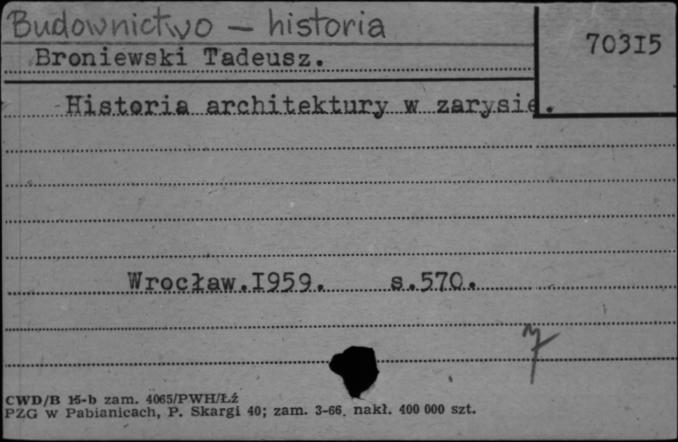 Budownictwo — historia
70315
Broniewski Tadeusz.
Historia architektury w zarysie.
Wrocław.I959. s.570.
7
CWD/B 15-b zam. 4065/PWH/Łź
PZG w Pabianicach, P. Skargi 40; zam. 3-66. nakł. 400 000 szt.